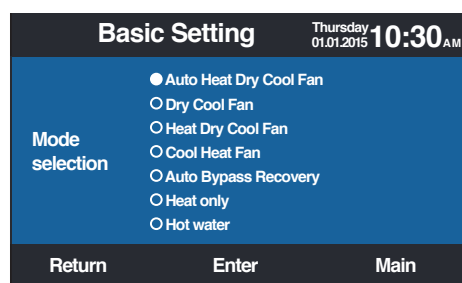 Basic Setting
Thursday
01.01.2015
10:30 AM
Mode
selection
Auto Heat Dry Cool Fan
Dry Cool Fan
Heat Dry Cool Fan
Cool Heat Fan
Auto Bypass Recovery
Heat only
Hot water
Return Enter Main